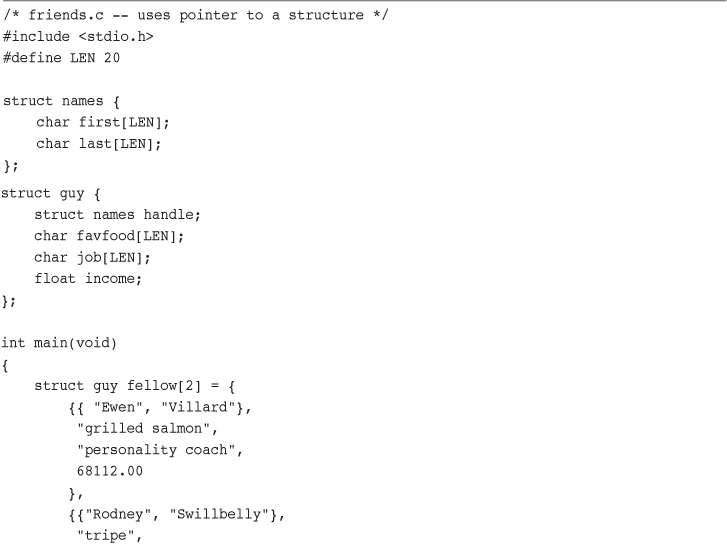 /* friends.c -- uses pointer to a structure */
#include <stdio.h>
#define LEN 20

struct names {
    char first[LEN];
    char last[LEN];
};
struct guy {
    struct names handle;
    char favfood[LEN];
    char job[LEN];
    float income;
};

int main(void)
{
    struct guy fellow[2] = {
        {{ "Ewen", "Villard"},
         "grilled salmon",
         "personality coach",
         68112.00
        },
        {{"Rodney", "Swillbelly"},
         "tripe",